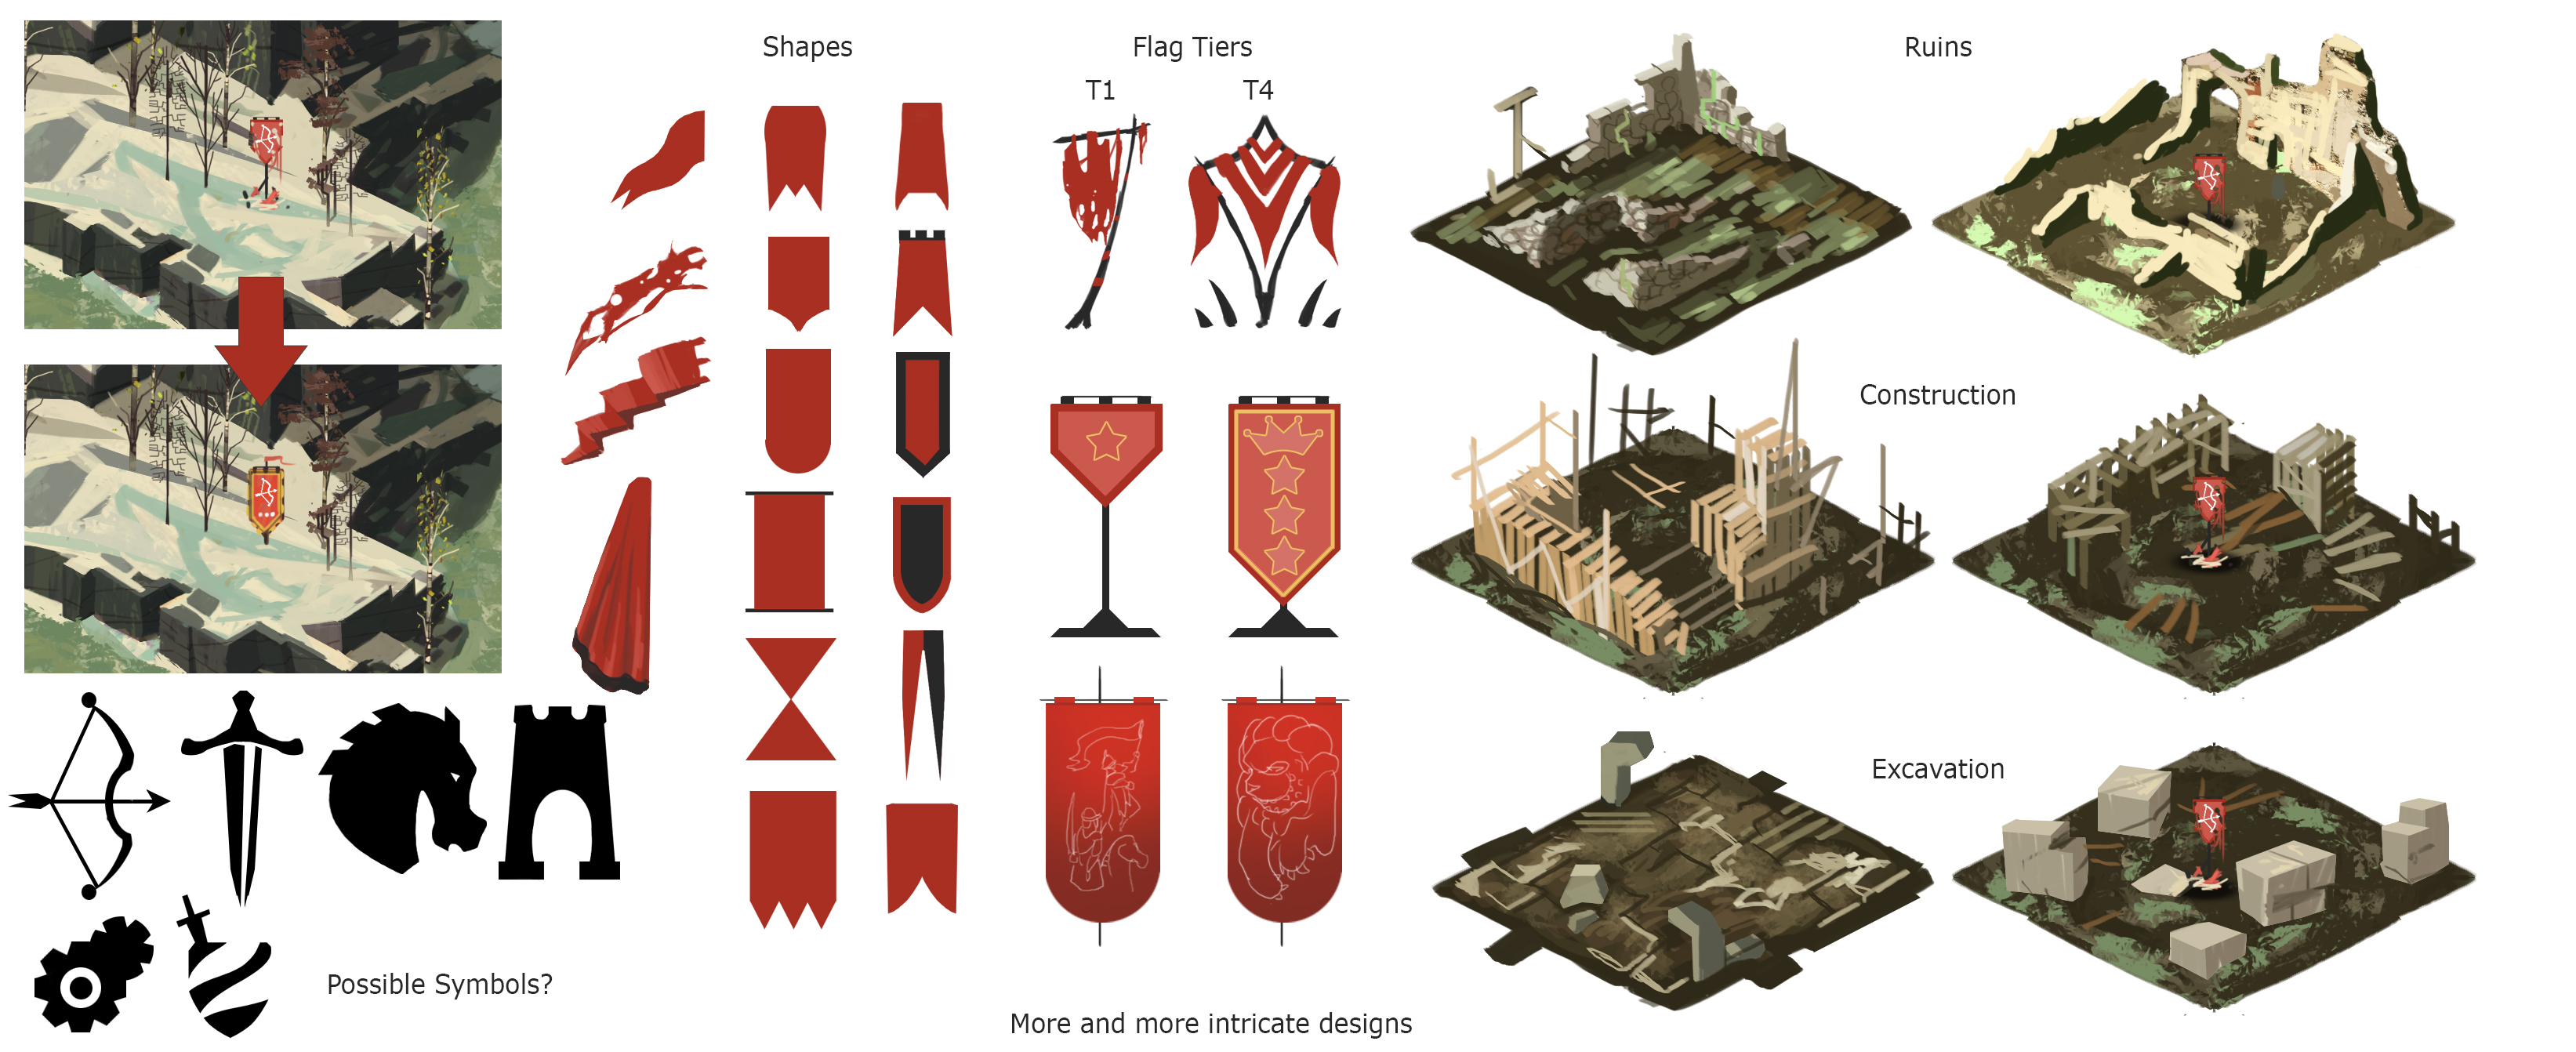 Shapes
Flag Tiers
T1
T4
Ruins
Construction
Excavation
Possible Symbols?
More and more intricate designs